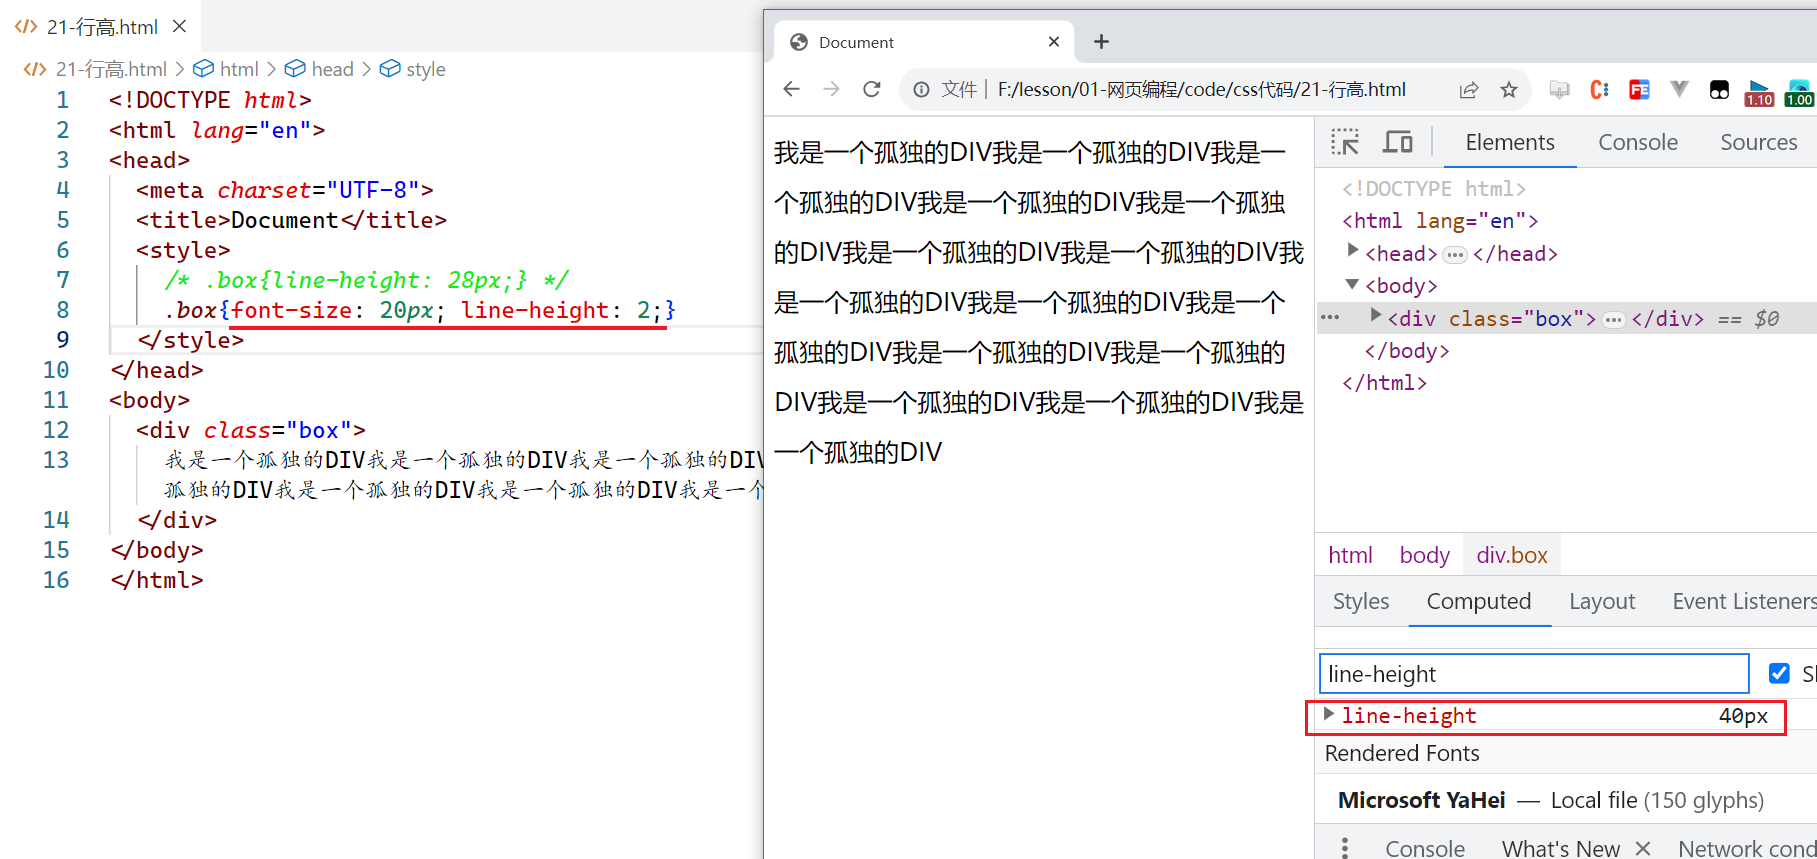 21-行高.html
21-行高.html > html > head > style
1 <!DOCTYPE html>
2 <html lang="en">
3 <head>
4 <meta charset="UTF-8">
5 <title>Document</title>
6 <style>
7 /* .box{line-height: 28px;} */
8 .box{font-size: 20px; line-height: 2;}
9 </style>
10 </head>
11 <body>
12 <div class="box">
13 我是一个孤独的DIV我是一个孤独的DIV我是一个孤独的DIV
孤独的DIV我是一个孤独的DIV我是一个孤独的DIV我是一个
14 </div>
15 </body>
16 </html>
Document
文件 | F:/lesson/01-网页编程/code/css代码/21-行高.html
1.10 1.00
我是一个孤独的DIV我是一个孤独的DIV我是一
个孤独的DIV我是一个孤独的DIV我是一个孤独
的DIV我是一个孤独的DIV我是一个孤独的DIV我
是一个孤独的DIV我是一个孤独的DIV我是一个
孤独的DIV我是一个孤独的DIV我是一个孤独的
DIV我是一个孤独的DIV我是一个孤独的DIV我是
一个孤独的DIV
Elements Console Sources
<!DOCTYPE html>
<html lang="en">
<head>…</head>
<body>
<div class="box">…</div> == $0
</body>
</html>
html body div.box
Styles Computed Layout Event Listeners
line-height
line-height 40px
Rendered Fonts
Microsoft YaHei — Local file (150 glyphs)
Console What's New Network